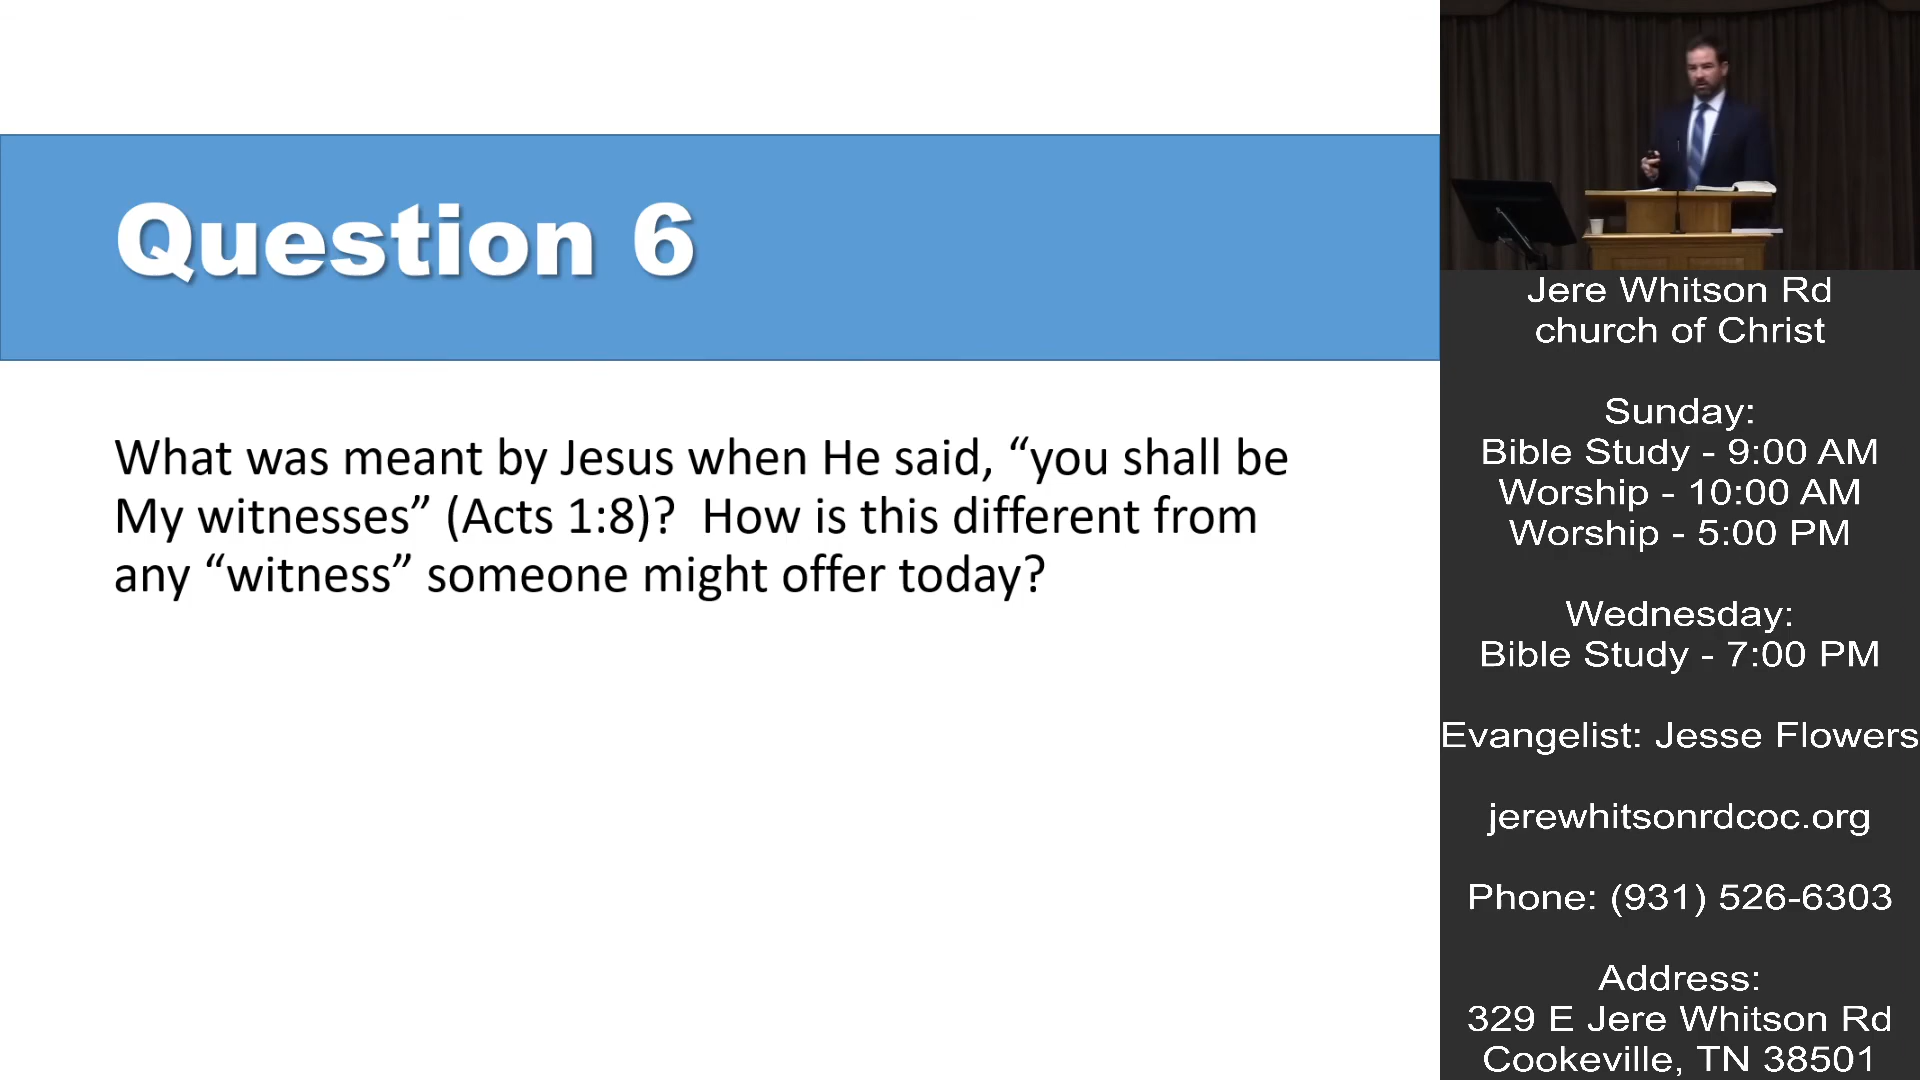 Question 6
What was meant by Jesus when He said, “you shall be
My witnesses” (Acts 1:8)?  How is this different from
any “witness” someone might offer today?
Jere Whitson Rd
church of Christ
Sunday:
Bible Study - 9:00 AM
Worship - 10:00 AM
Worship - 5:00 PM
Wednesday:
Bible Study - 7:00 PM
Evangelist: Jesse Flowers
jerewhitsonrdcoc.org
Phone: (931) 526-6303
Address:
329 E Jere Whitson Rd
Cookeville, TN 38501